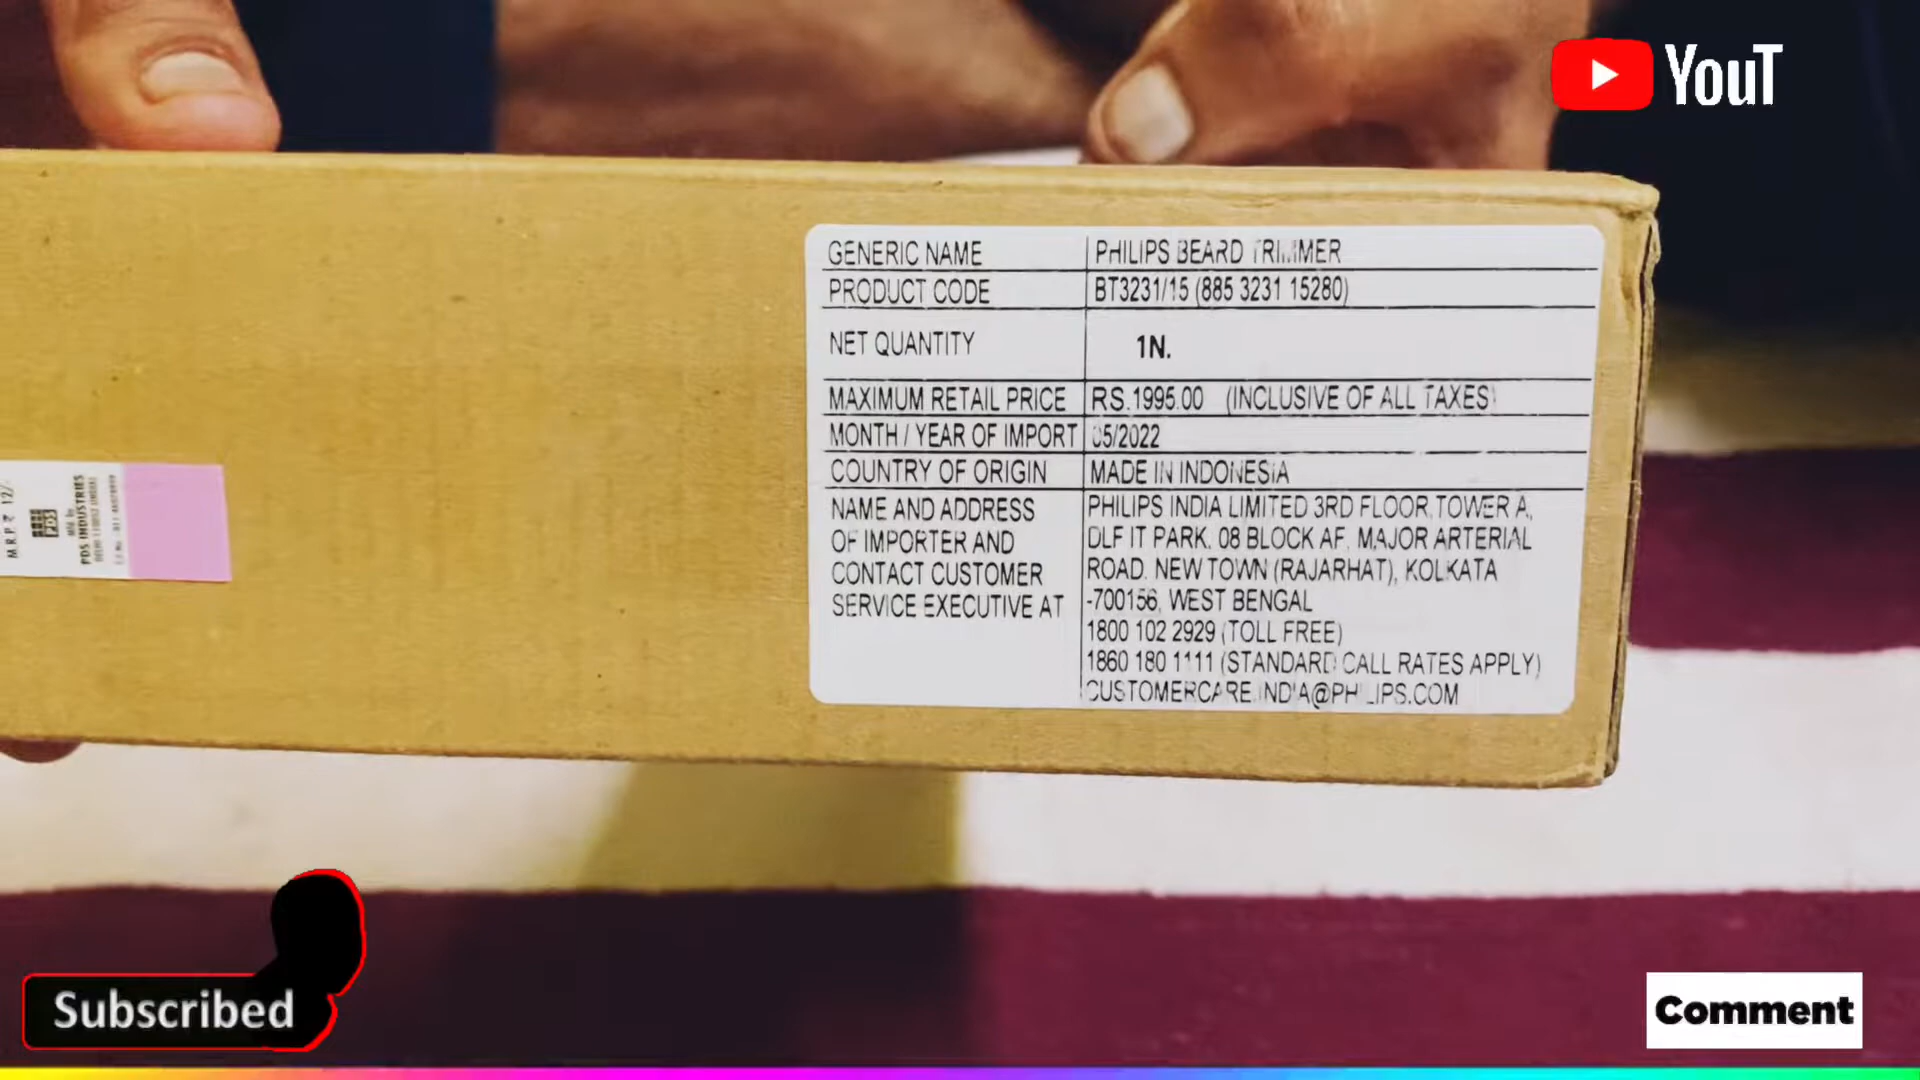 YouT
GENERIC NAME PHILIPS BEARD TRIMMER
PRODUCT CODE BT3231/15 (885 3231 15280)
NET QUANTITY 1N.
MAXIMUM RETAIL PRICE RS.1995.00 (INCLUSIVE OF ALL TAXES)
MONTH / YEAR OF IMPORT 05/2022
COUNTRY OF ORIGIN MADE IN INDONESIA
NAME AND ADDRESS OF IMPORTER AND CONTACT CUSTOMER SERVICE EXECUTIVE AT
PHILIPS INDIA LIMITED 3RD FLOOR, TOWER A,
DLF IT PARK, 08 BLOCK AF, MAJOR ARTERIAL
ROAD, NEW TOWN (RAJARHAT), KOLKATA
-700156, WEST BENGAL
1800 102 2929 (TOLL FREE)
1860 180 1111 (STANDARD CALL RATES APPLY)
CUSTOMERCARE.INDIA@PHILIPS.COM
M.R.P. ₹ 12/-
PDS
Mfd. by
PDS INDUSTRIES
Subscribed
Comment